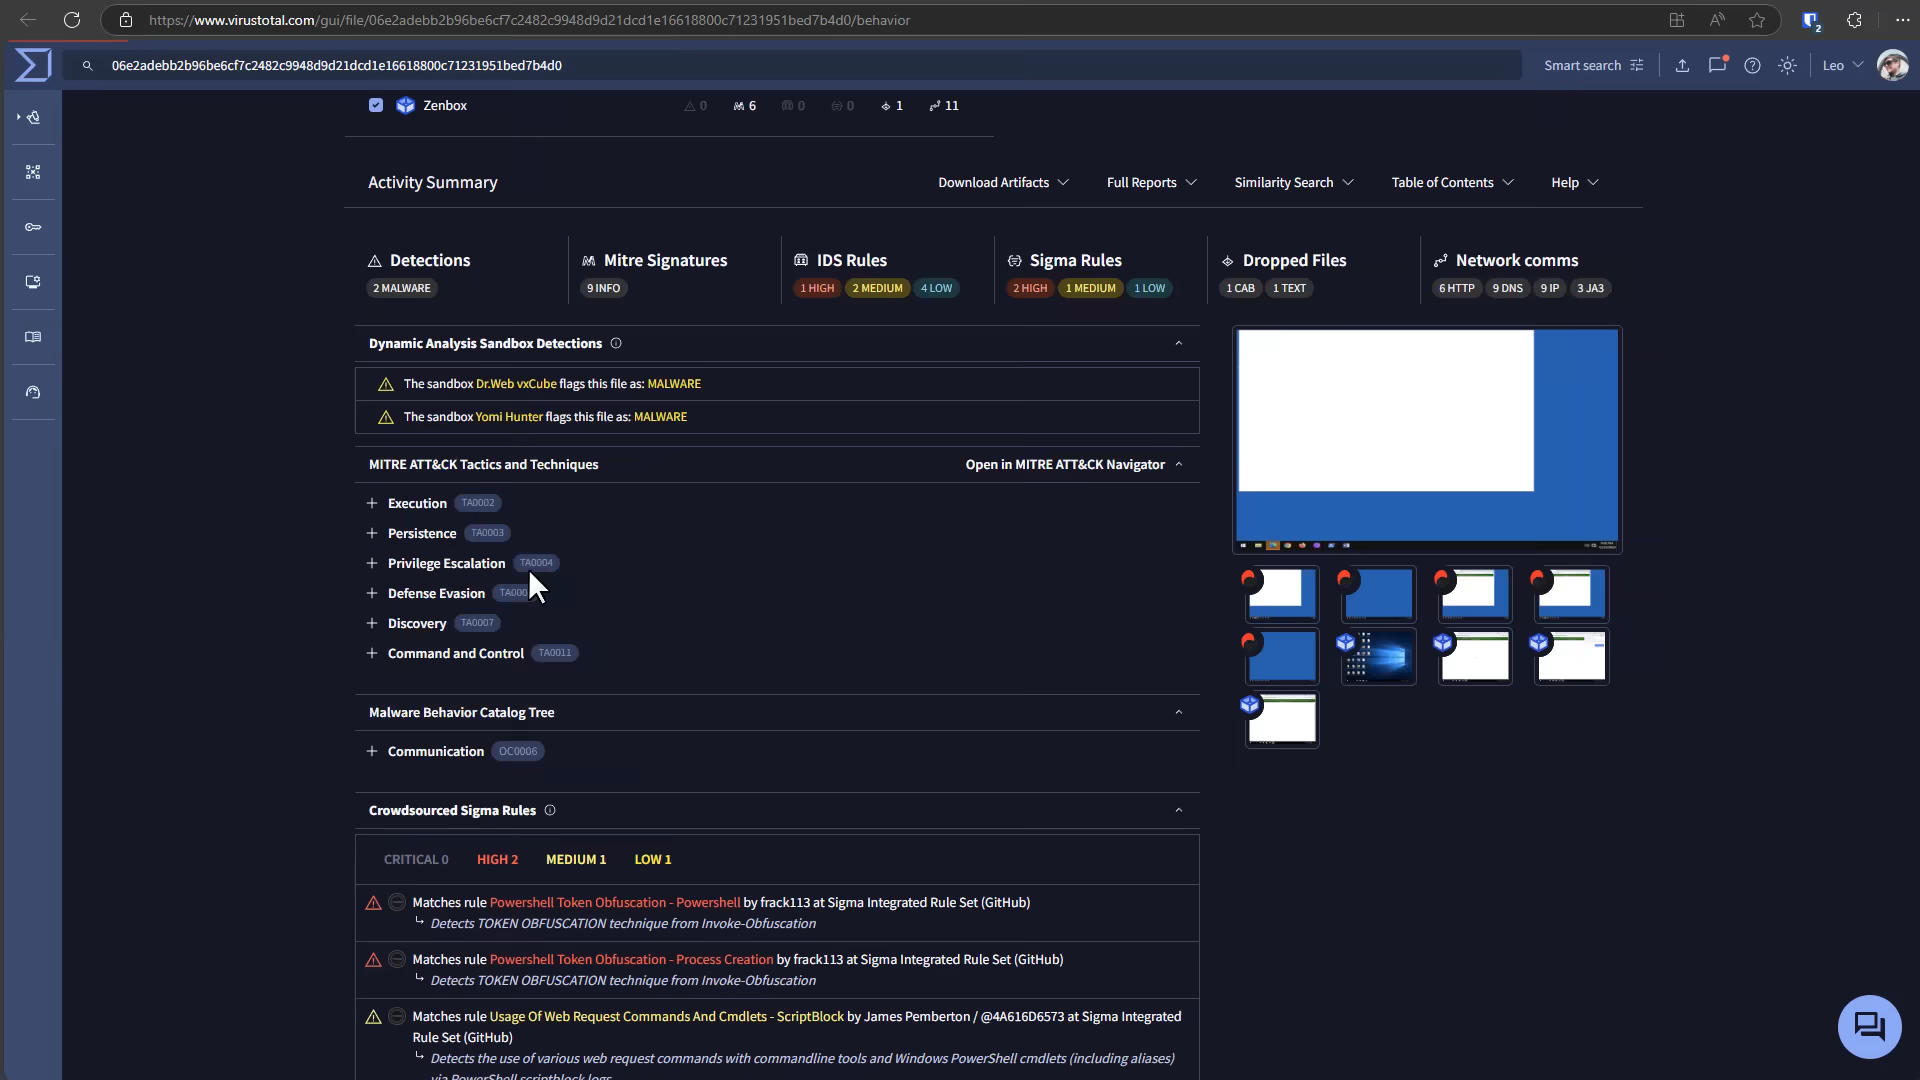 https://www.virustotal.com/gui/file/06e2adebb2b96be6cf7c2482c9948d9d21dcd1e16618800c71231951bed7b4d0/behavior
2
06e2adebb2b96be6cf7c2482c9948d9d21dcd1e16618800c71231951bed7b4d0
Smart search
Leo
Zenbox
0
6
0
0
1
11
Activity Summary
Download Artifacts
Full Reports
Similarity Search
Table of Contents
Help
Detections
2 MALWARE
Mitre Signatures
9 INFO
IDS Rules
1 HIGH
2 MEDIUM
4 LOW
Sigma Rules
2 HIGH
1 MEDIUM
1 LOW
Dropped Files
1 CAB
1 TEXT
Network comms
6 HTTP
9 DNS
9 IP
3 JA3
Dynamic Analysis Sandbox Detections
The sandbox Dr.Web vxCube flags this file as: MALWARE
The sandbox Yomi Hunter flags this file as: MALWARE
MITRE ATT&CK Tactics and Techniques
Open in MITRE ATT&CK Navigator
Execution TA0002
Persistence TA0003
Privilege Escalation TA0004
Defense Evasion TA000
Discovery TA0007
Command and Control TA0011
Malware Behavior Catalog Tree
Communication OC0006
Crowdsourced Sigma Rules
CRITICAL 0
HIGH 2
MEDIUM 1
LOW 1
Matches rule Powershell Token Obfuscation - Powershell by frack113 at Sigma Integrated Rule Set (GitHub)
Detects TOKEN OBFUSCATION technique from Invoke-Obfuscation
Matches rule Powershell Token Obfuscation - Process Creation by frack113 at Sigma Integrated Rule Set (GitHub)
Detects TOKEN OBFUSCATION technique from Invoke-Obfuscation
Matches rule Usage Of Web Request Commands And Cmdlets - ScriptBlock by James Pemberton / @4A616D6573 at Sigma Integrated
Rule Set (GitHub)
Detects the use of various web request commands with commandline tools and Windows PowerShell cmdlets (including aliases)
via PowerShell scriptblock logs